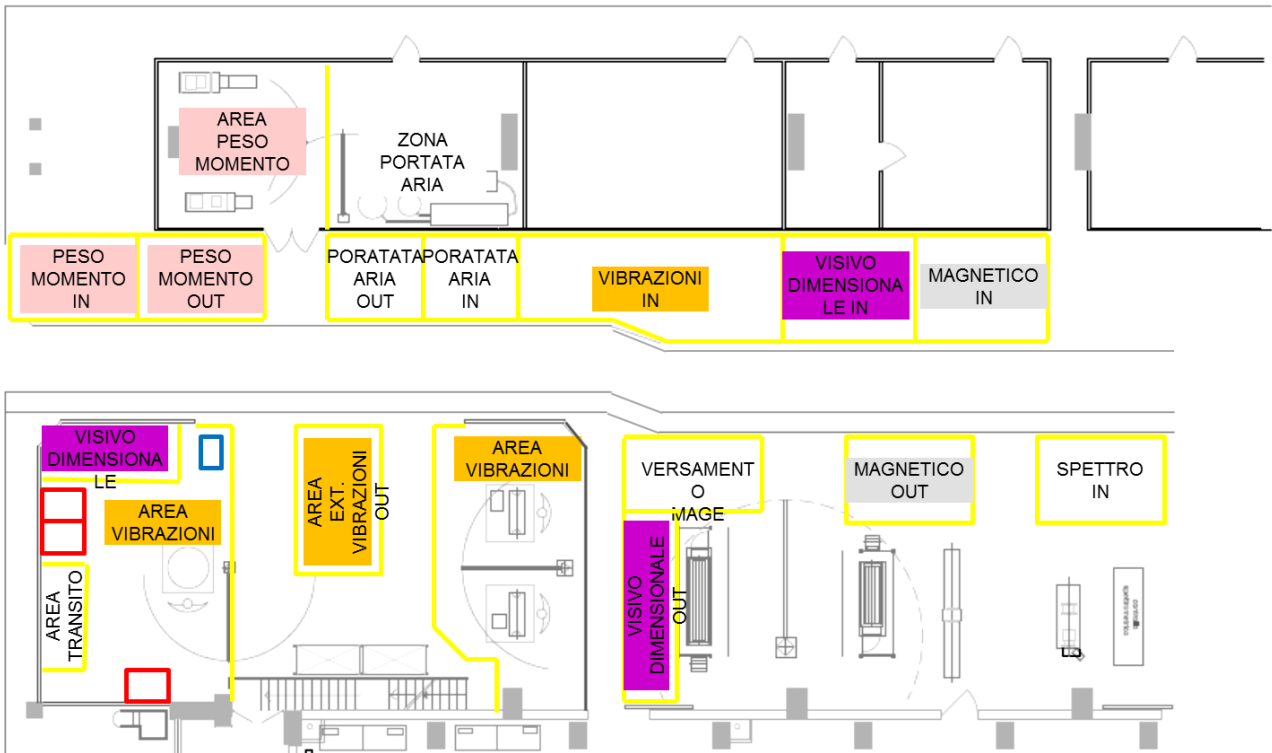 AREA
PESO
MOMENTO
ZONA
PORTATA
ARIA
PESO
MOMENTO
IN
PESO
MOMENTO
OUT
PORATATA
ARIA
OUT
PORATATA
ARIA
IN
VIBRAZIONI
IN
VISIVO
DIMENSIONA
LE IN
MAGNETICO
IN
VISIVO
DIMENSIONA
LE
AREA
VIBRAZIONI
AREA
TRANSITO
AREA
EXT.
VIBRAZIONI
OUT
AREA
VIBRAZIONI
VERSAMENT
O
MAGE
VISIVO
DIMENSIONALE
OUT
MAGNETICO
OUT
SPETTRO
IN